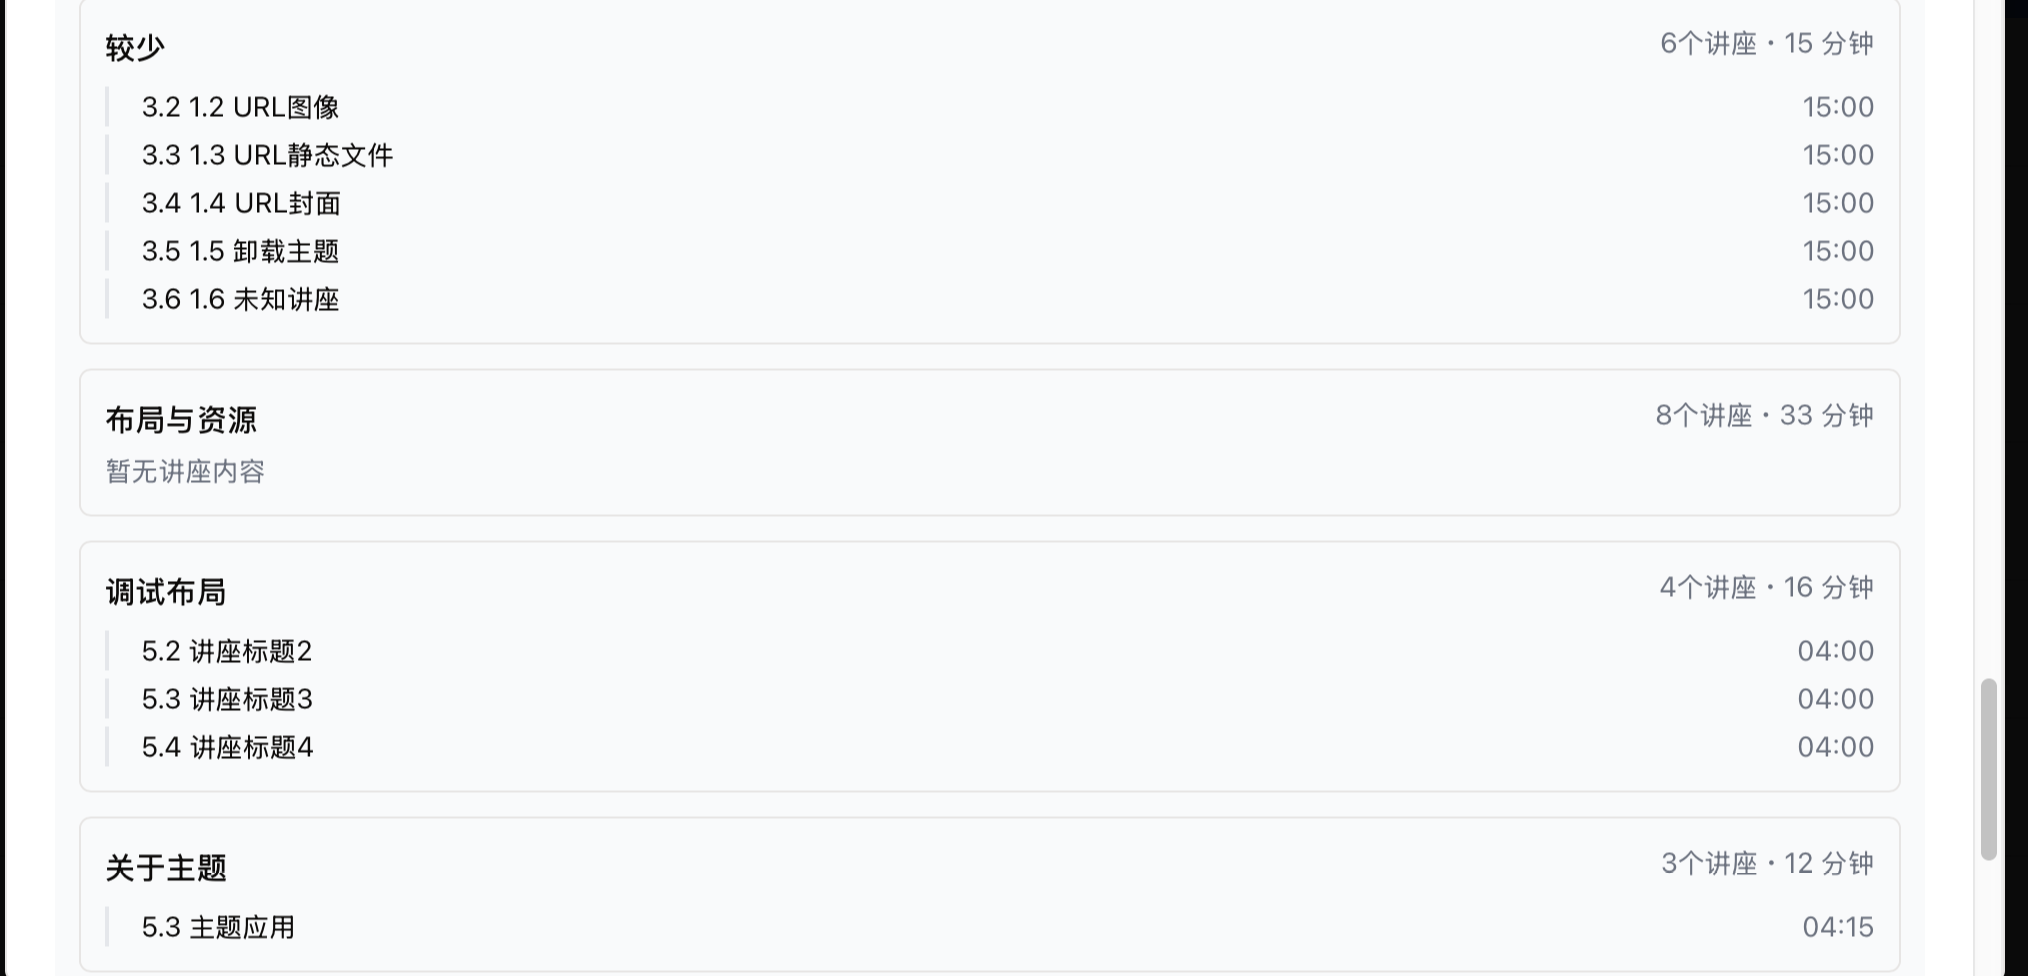 较少 6个讲座・15 分钟
3.2 1.2 URL图像 15:00
3.3 1.3 URL静态文件 15:00
3.4 1.4 URL封面 15:00
3.5 1.5 卸载主题 15:00
3.6 1.6 未知讲座 15:00
布局与资源 8个讲座・33 分钟
暂无讲座内容
调试布局 4个讲座・16 分钟
5.2 讲座标题2 04:00
5.3 讲座标题3 04:00
5.4 讲座标题4 04:00
关于主题 3个讲座・12 分钟
5.3 主题应用 04:15